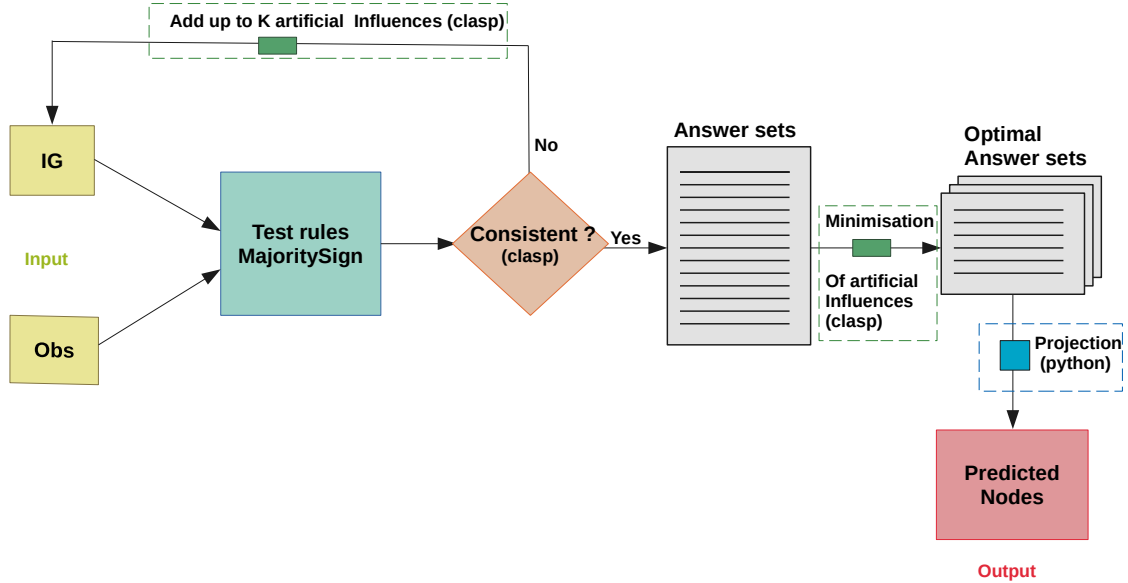 Add up to K artificial Influences (clasp)
IG
Input
Obs
Test rules
MajoritySign
No
Consistent ?
(clasp)
Yes
Answer sets
Minimisation
Of artificial
Influences
(clasp)
Optimal
Answer sets
Projection
(python)
Predicted
Nodes
Output